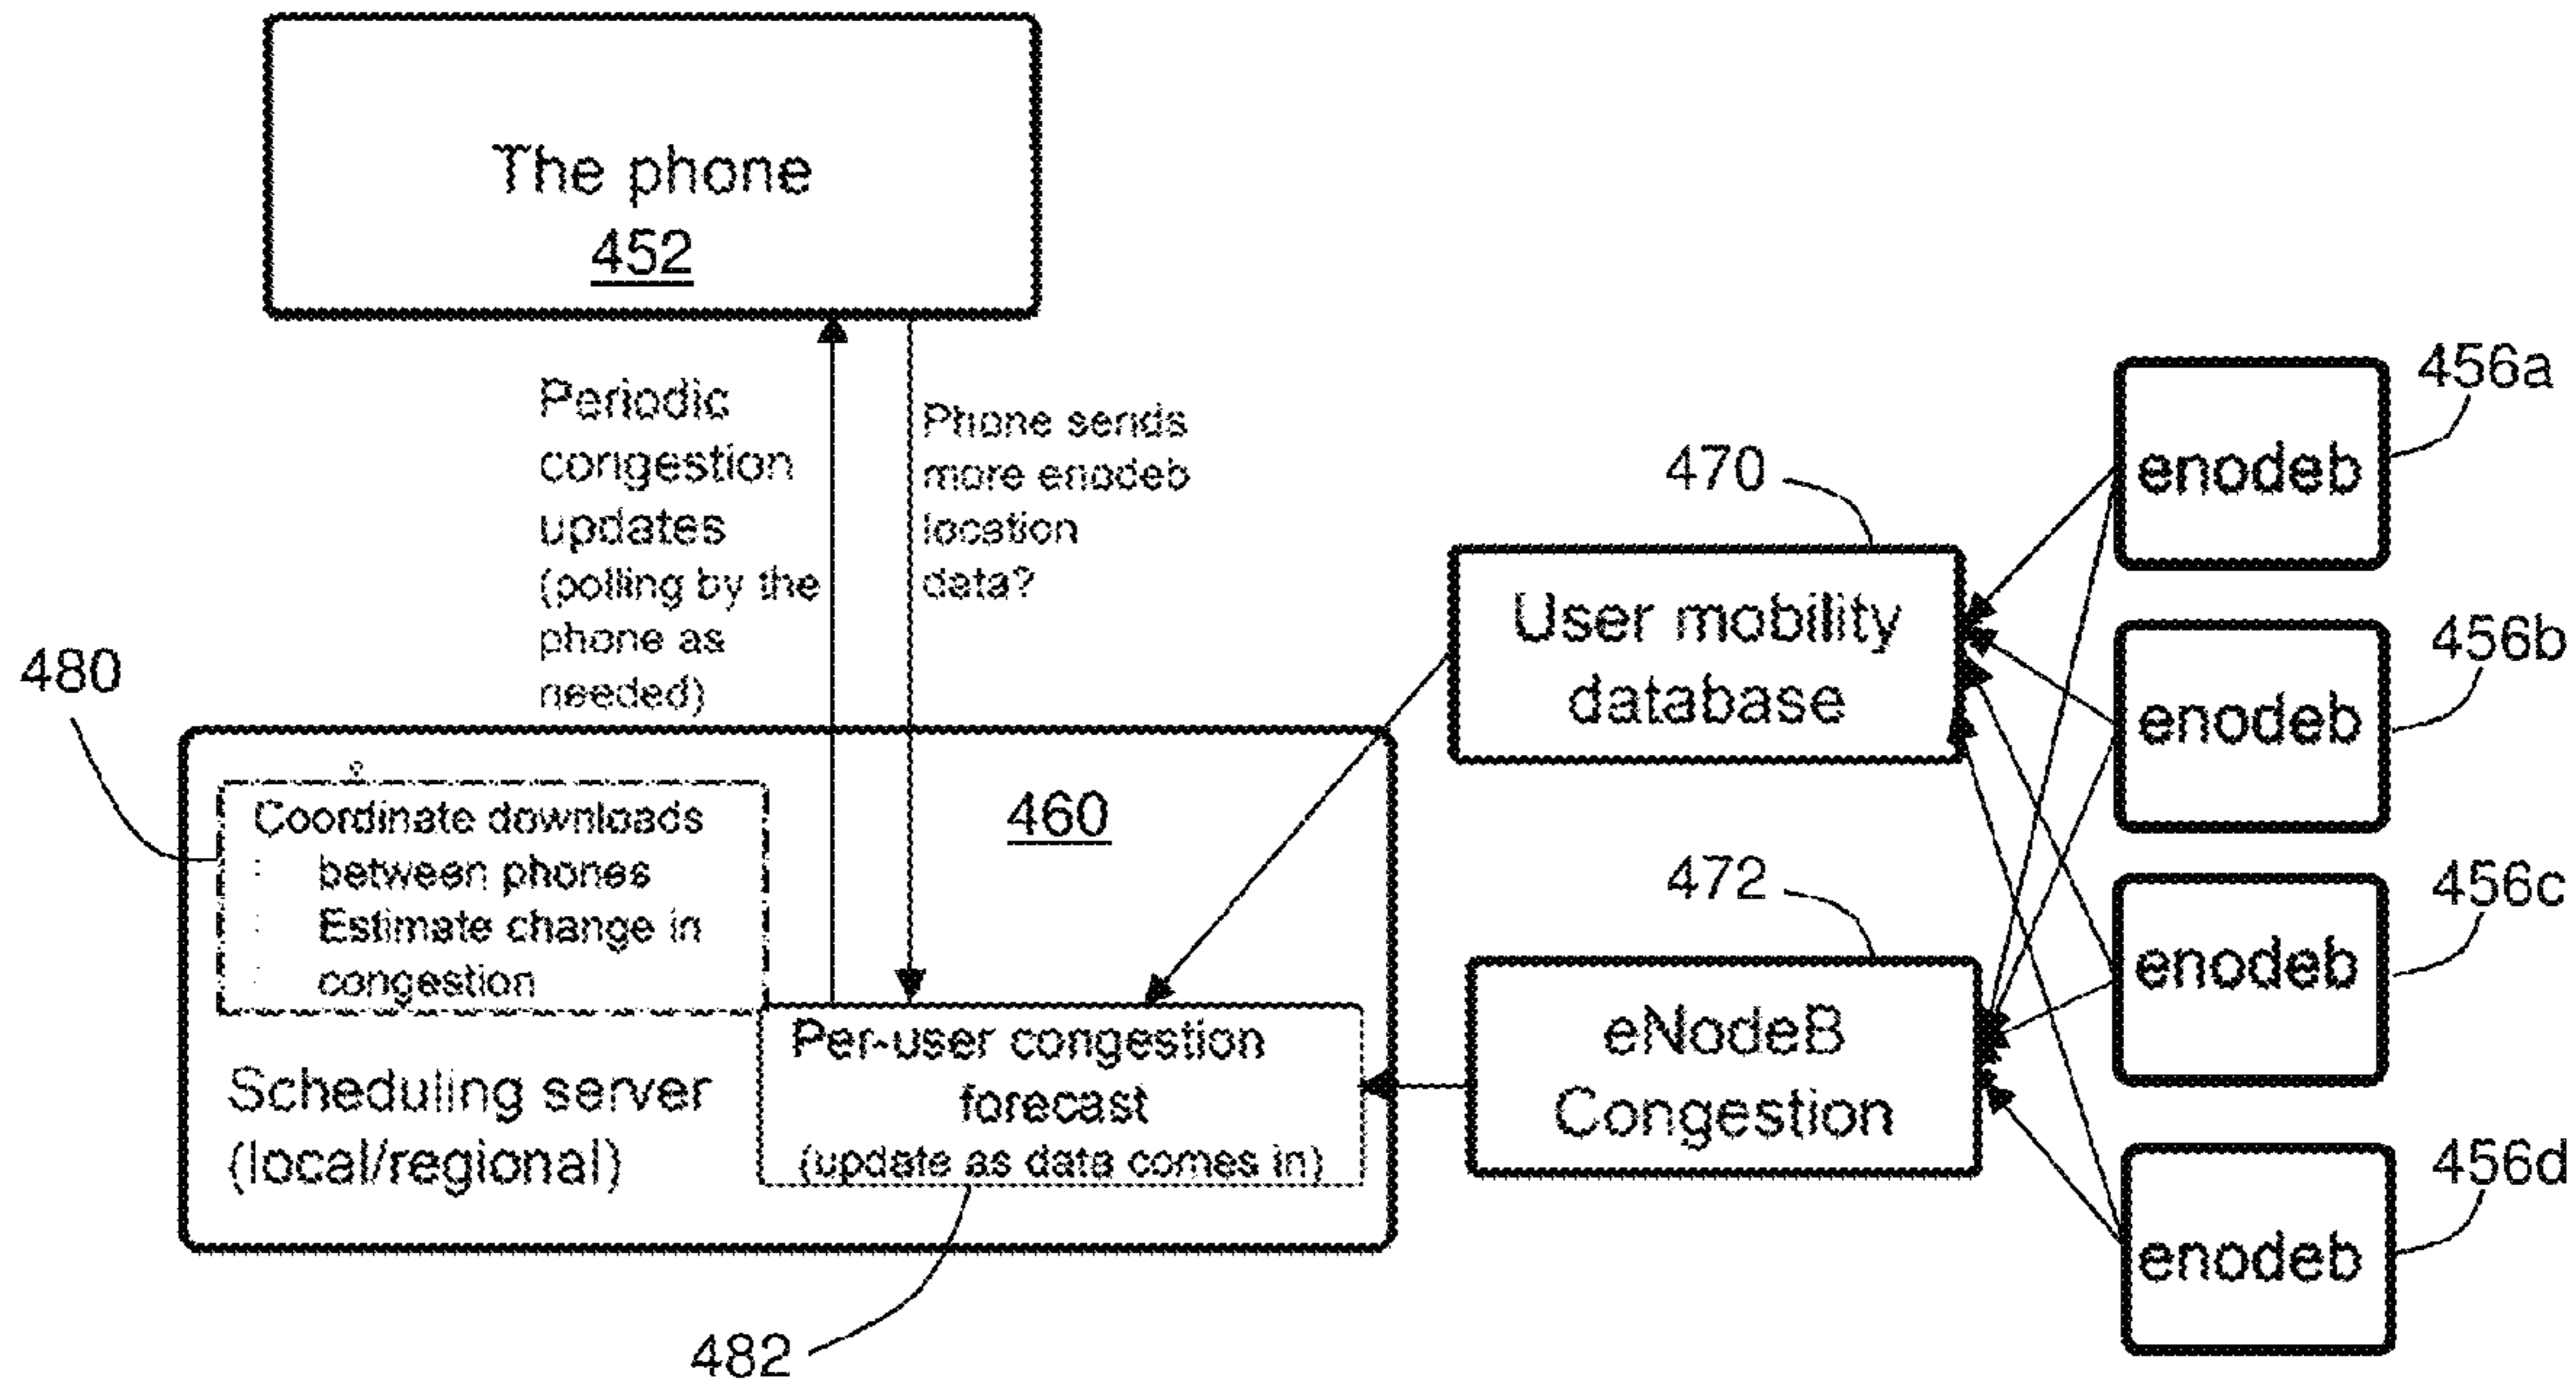 The phone
452
Periodic
congestion
updates
(polling by the
phone as
needed)
Phone sends
more enodeb
location
data?
480
?
Coordinate downloads
between phones
Estimate change in
congestion
460
Scheduling server
(local/regional)
Per-user congestion
forecast
(update as data comes in)
482
470
User mobility
database
472
eNodeB
Congestion
456a
enodeb
456b
enodeb
456c
enodeb
456d
enodeb